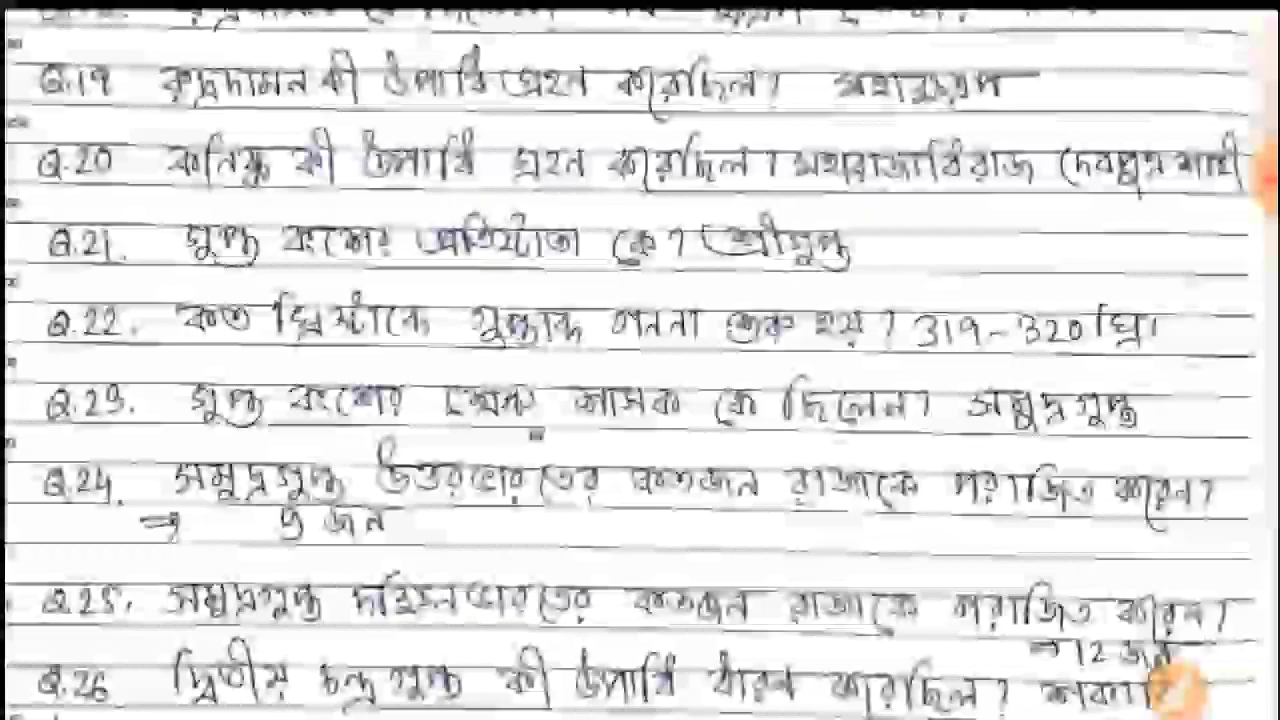 Q.19 রুদ্রদামন কী উপাধি গ্রহণ করেছিল? মহাক্ষত্রপ
Q.20 কনিষ্ক কী উপাধি গ্রহন করেছিল? মহারাজাধিরাজ দেবপুত্র শাহী
Q.21. গুপ্ত বংশের প্রতিষ্টাতা কে? শ্রীগুপ্ত
Q.22. কত খ্রিস্টাব্দে গুপ্তাব্দ গননা শুরু হয়? 319-320 খ্রি।
Q.23. গুপ্ত বংশের শাসক কে ছিলেন? সমুদ্রগুপ্ত
Q.24. সমুদ্রগুপ্ত উত্তরভারতের কতজন রাজাকে পরাজিত করেন?
→ 9 জন
Q.25. সমুদ্রগুপ্ত দক্ষিনভারতের কতজন রাজাকে পরাজিত করেন?
→ 12 জন
Q.26 দ্বিতীয় চন্দ্রগুপ্ত কী উপাধি ধারণ করেছিল?